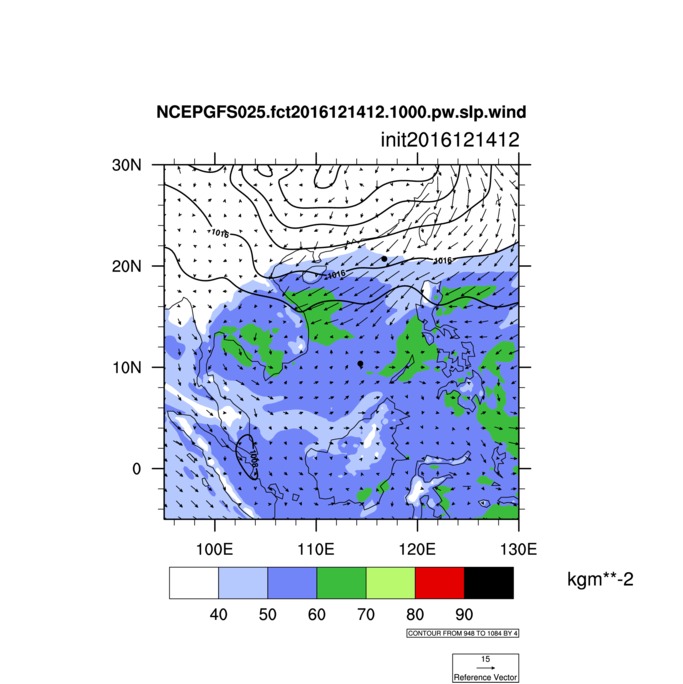 NCEPGFS025.fct2016121412.1000.pw.slp.wind
init2016121412
30N
1016
20N
1016
1016
10N
1008
0
100E 110E 120E 130E
kgm**-2
40 50 60 70 80 90
CONTOUR FROM 948 TO 1084 BY 4
15
Reference Vector